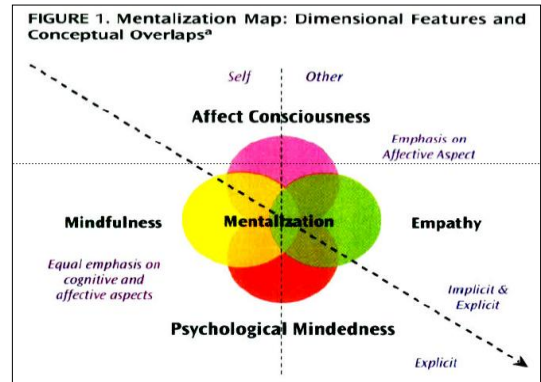 FIGURE 1. Mentalization Map: Dimensional Features and
Conceptual Overlapsa
Self
Other
Affect Consciousness
Emphasis on
Affective Aspect
Mindfulness
Mentalization
Empathy
Equal emphasis on
cognitive and
affective aspects
Implicit &
Explicit
Psychological Mindedness
Explicit